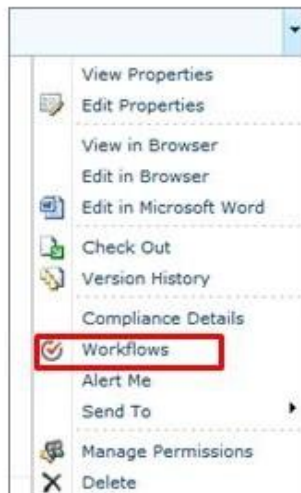 View Properties
Edit Properties
View in Browser
Edit in Browser
Edit in Microsoft Word
Check Out
Version History
Compliance Details
Workflows
Alert Me
Send To
Manage Permissions
Delete